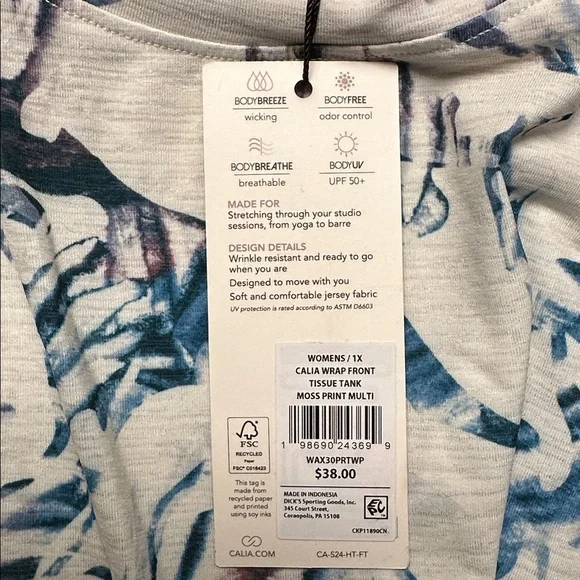 BODYBREEZE
wicking
BODYFREE
odor control
BODYBREATHE
breathable
BODYUV
UPF 50+
MADE FOR
Stretching through your studio
sessions, from yoga to barre
DESIGN DETAILS
Wrinkle resistant and ready to go
when you are
Designed to move with you
Soft and comfortable jersey fabric
UV protection is rated according to ASTM D6603
WOMENS / 1X
CALIA WRAP FRONT
TISSUE TANK
MOSS PRINT MULTI
1 98690 24369 9
WAX30PRTWP
$38.00
MADE IN INDONESIA
DICK'S Sporting Goods, Inc.
345 Court Street,
Coraopolis, PA 15108
CKP11890CN
FSC
RECYCLED
Paper
FSC® C016423
This tag is
made from
recycled paper
and printed
using soy inks
CALIA.COM
CA-S24-HT-FT